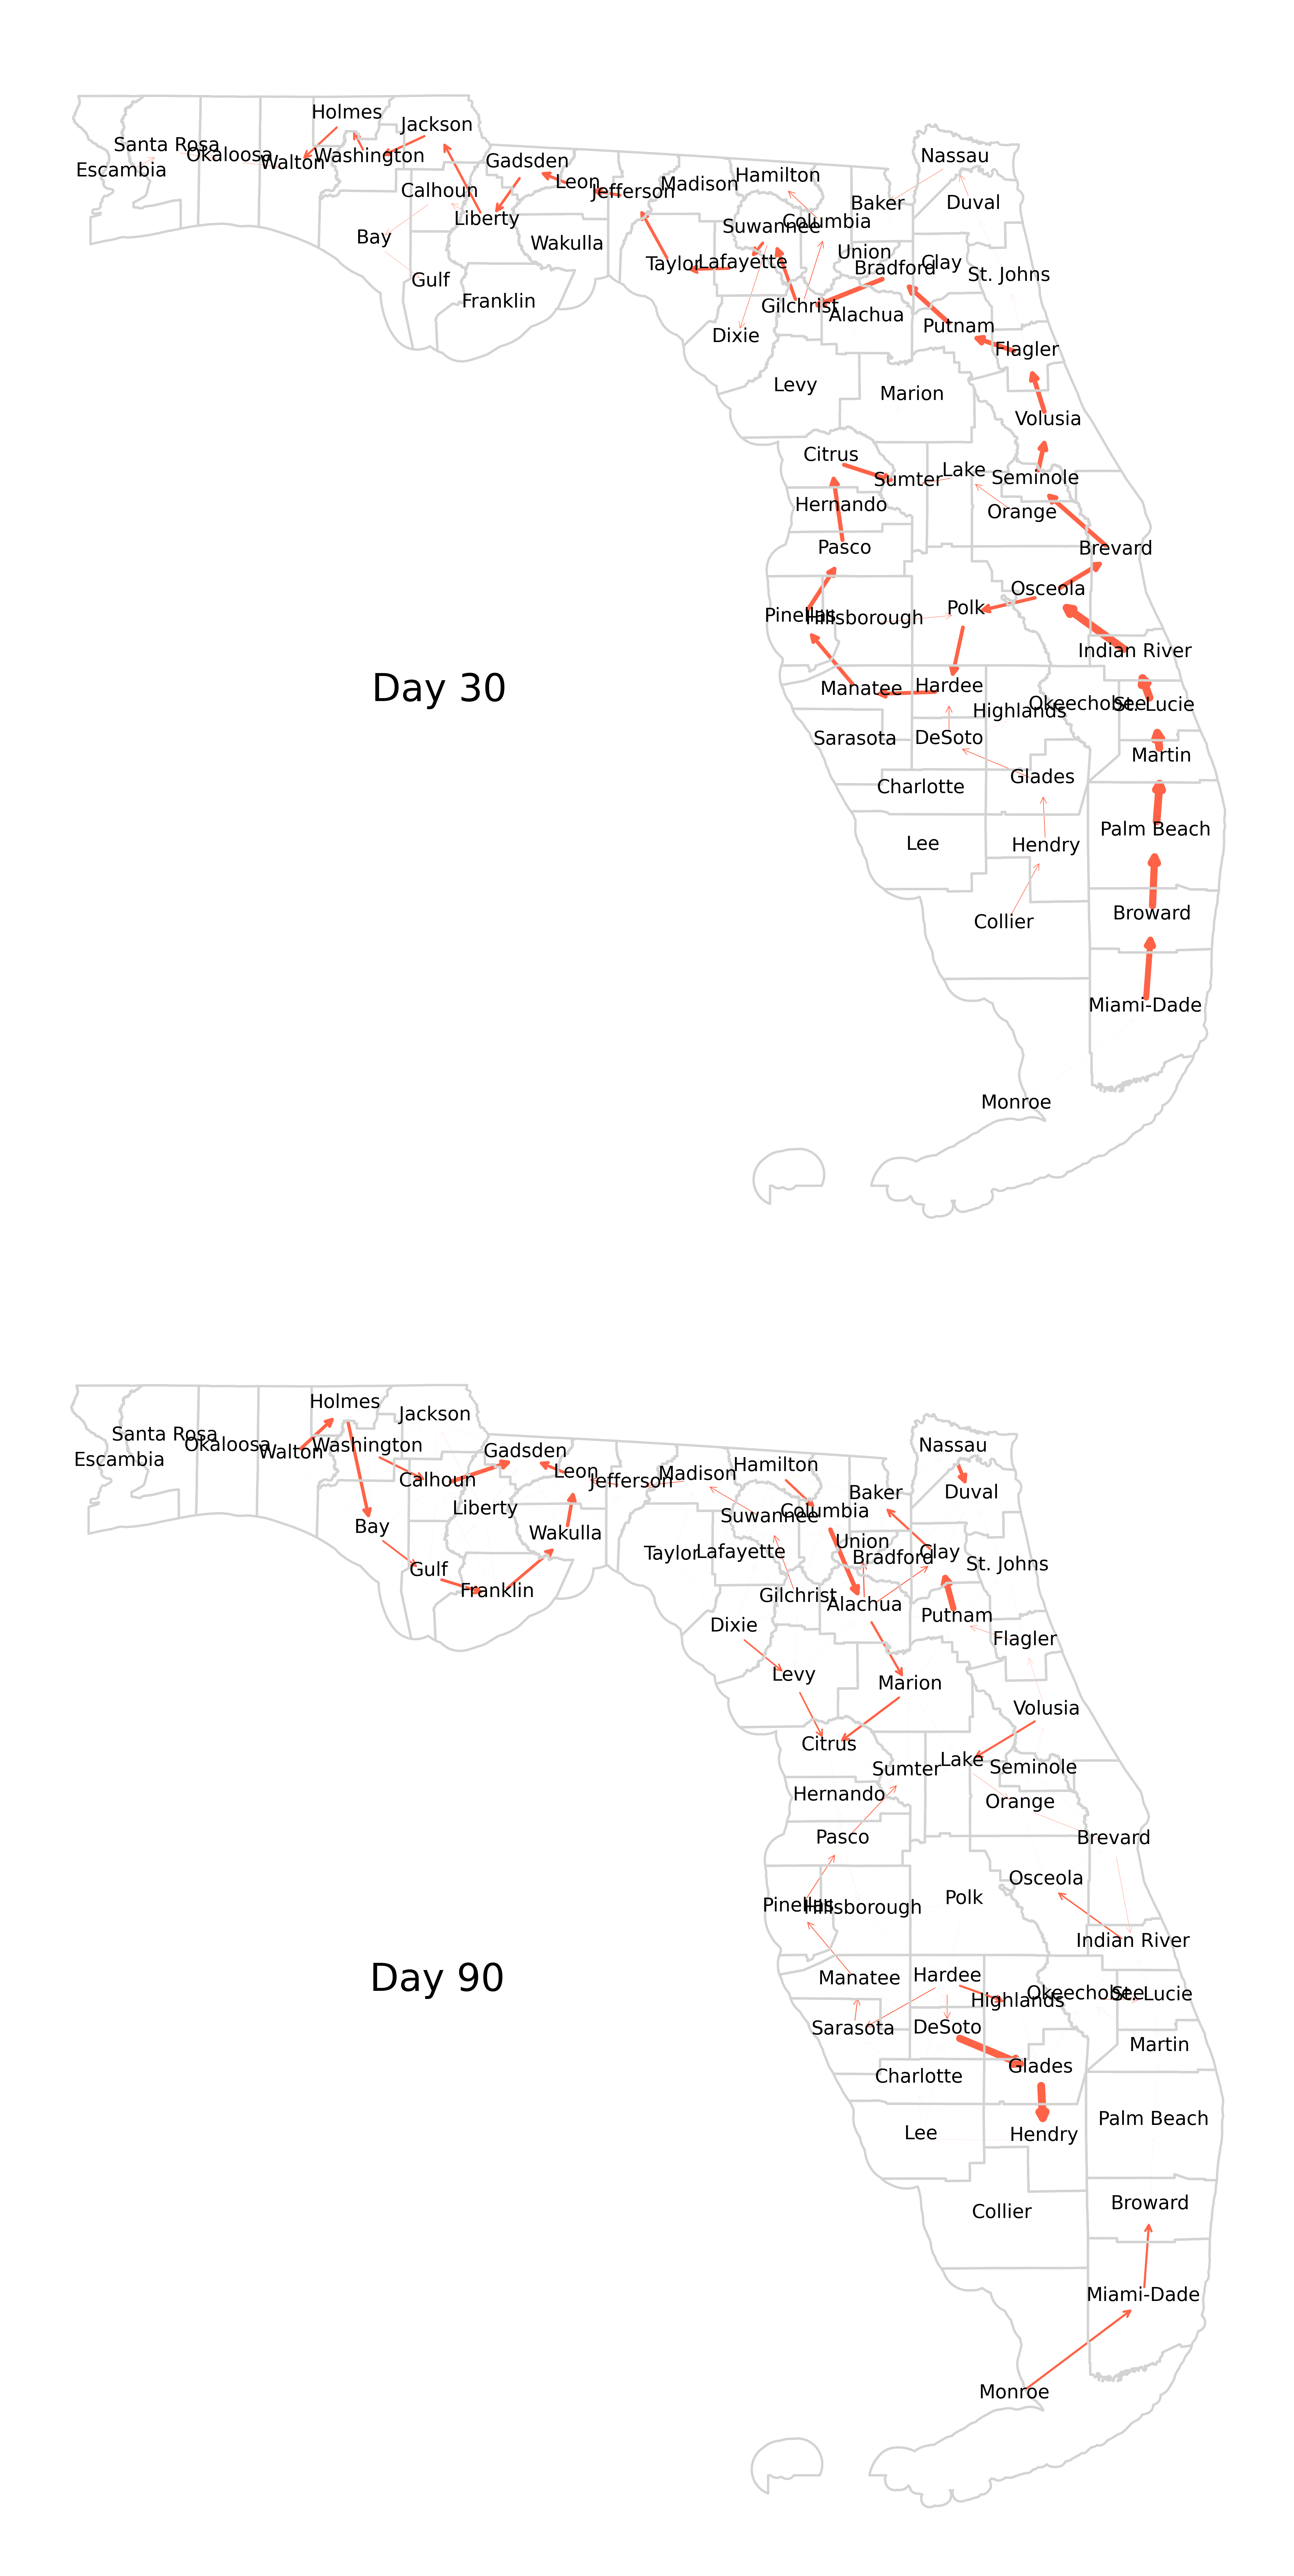 Holmes
Jackson
Santa Rosa
Okaloosa
Washington
Nassau
Gadsden
Walton
Escambia
Hamilton
Leon
Madison
Jefferson
Calhoun
Baker
Duval
Liberty
Columbia
Suwannee
Bay
Wakulla
Union
Clay
Taylor
Lafayette
Bradford
St. Johns
Gulf
Franklin
Gilchrist
Alachua
Putnam
Dixie
Flagler
Levy
Marion
Volusia
Citrus
Lake
Sumter
Seminole
Hernando
Orange
Pasco
Brevard
Osceola
Polk
Pinellas
Hillsborough
Indian River
Day 30
Manatee
Hardee
Okeechobee
St. Lucie
Highlands
Sarasota
DeSoto
Martin
Glades
Charlotte
Palm Beach
Lee
Hendry
Broward
Collier
Miami-Dade
Monroe
Holmes
Jackson
Santa Rosa
Okaloosa
Washington
Nassau
Gadsden
Walton
Escambia
Hamilton
Leon
Madison
Jefferson
Calhoun
Baker
Duval
Liberty
Columbia
Suwannee
Bay
Wakulla
Union
Clay
Taylor
Lafayette
Bradford
St. Johns
Gulf
Franklin
Gilchrist
Alachua
Putnam
Dixie
Flagler
Levy
Marion
Volusia
Citrus
Lake
Sumter
Seminole
Hernando
Orange
Pasco
Brevard
Osceola
Polk
Pinellas
Hillsborough
Indian River
Day 90
Manatee
Hardee
Okeechobee
St. Lucie
Highlands
Sarasota
DeSoto
Martin
Glades
Charlotte
Palm Beach
Lee
Hendry
Broward
Collier
Miami-Dade
Monroe